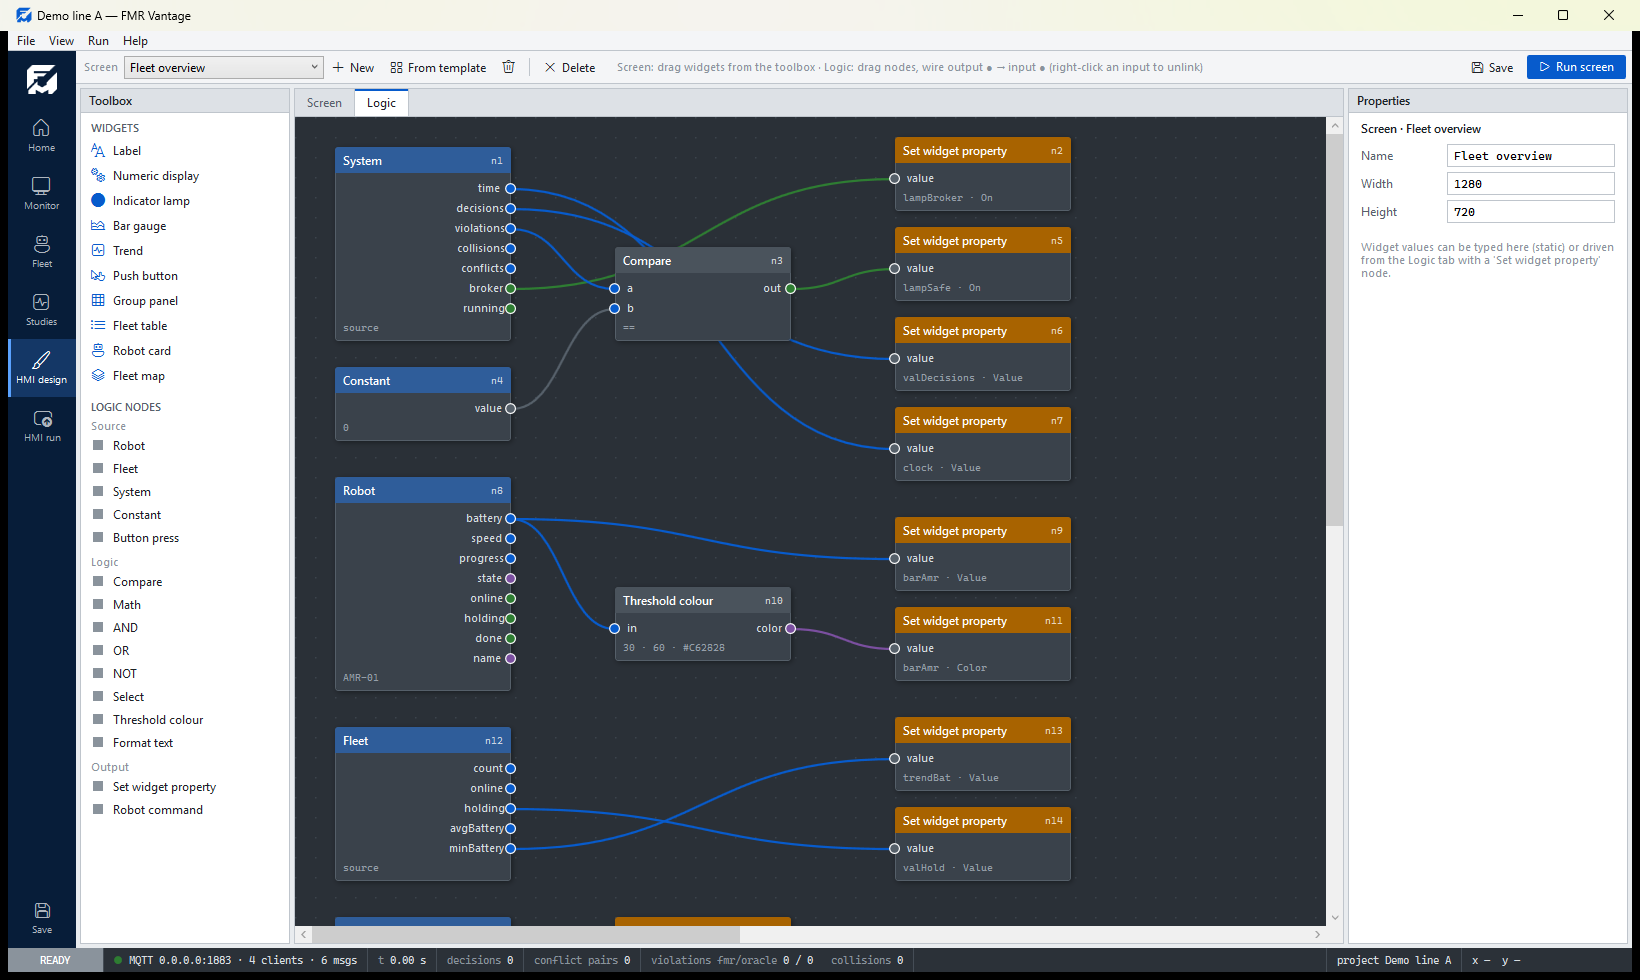 Demo line A — FMR Vantage
File View Run Help
Screen Fleet overview New From template Delete Screen: drag widgets from the toolbox · Logic: drag nodes, wire output ● → input ● (right-click an input to unlink) Save Run screen
Home
Monitor
Fleet
Studies
HMI design
HMI run
Save
Toolbox
WIDGETS
Label
Numeric display
Indicator lamp
Bar gauge
Trend
Push button
Group panel
Fleet table
Robot card
Fleet map
LOGIC NODES
Source
Robot
Fleet
System
Constant
Button press
Logic
Compare
Math
AND
OR
NOT
Select
Threshold colour
Format text
Output
Set widget property
Robot command
Screen Logic
System n1
time
decisions
violations
collisions
conflicts
broker
running
source
Constant n4
value
0
Robot n8
battery
speed
progress
state
online
holding
done
name
AMR-01
Fleet n12
count
online
holding
avgBattery
minBattery
source
Compare n3
a out
b
==
Threshold colour n10
in color
30 · 60 · #C62828
Set widget property n2
value
lampBroker · On
Set widget property n5
value
lampSafe · On
Set widget property n6
value
valDecisions · Value
Set widget property n7
value
clock · Value
Set widget property n9
value
barAmr · Value
Set widget property n11
value
barAmr · Color
Set widget property n13
value
trendBat · Value
Set widget property n14
value
valHold · Value
Properties
Screen · Fleet overview
Name Fleet overview
Width 1280
Height 720
Widget values can be typed here (static) or driven
from the Logic tab with a 'Set widget property'
node.
READY MQTT 0.0.0.0:1883 · 4 clients · 6 msgs t 0.00 s decisions 0 conflict pairs 0 violations fmr/oracle 0 / 0 collisions 0 project Demo line A x — y —